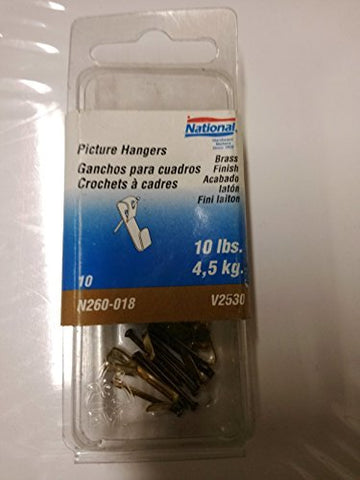 National
Hardware
Picture Hangers
Ganchos para cuadros
Crochets à cadres
Brass
Finish
Acabado
latón
Fini laiton
10 lbs.
4,5 kg.
10
N260-018
V2530